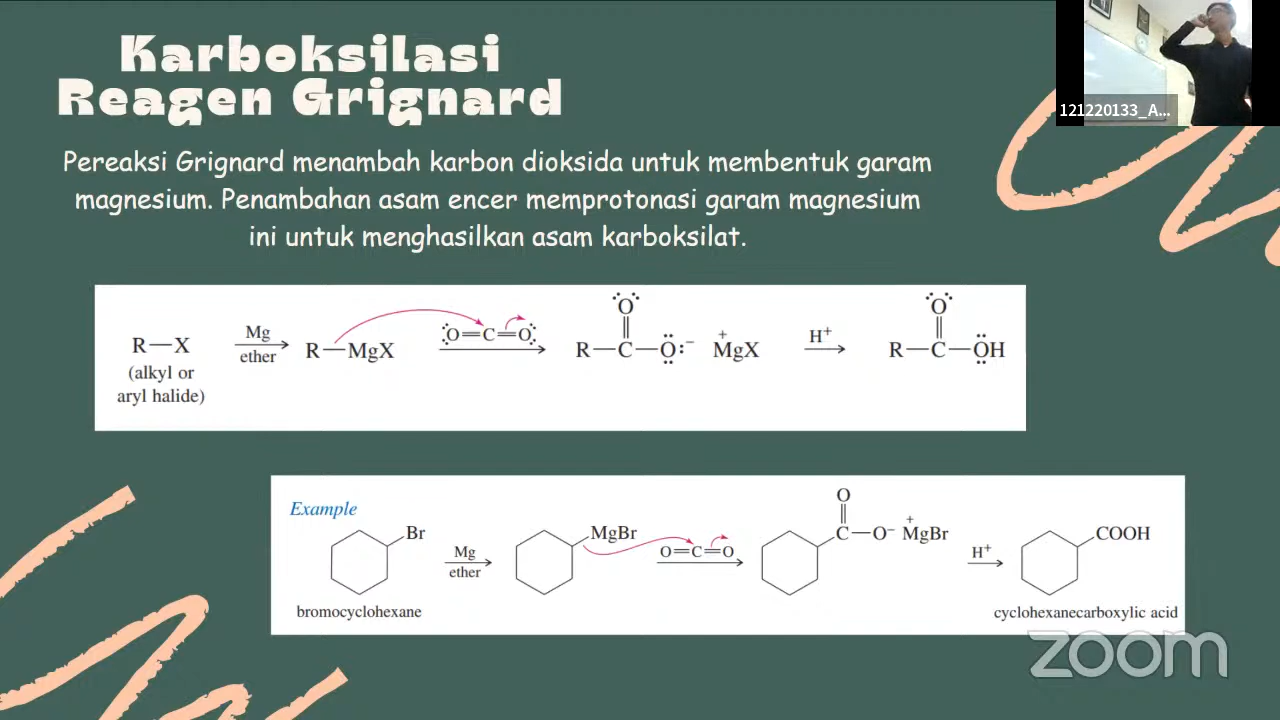 Karboksilasi
Reagen Grignard
121220133_A...
Pereaksi Grignard menambah karbon dioksida untuk membentuk garam
magnesium. Penambahan asam encer memprotonasi garam magnesium
ini untuk menghasilkan asam karboksilat.
R—X
(alkyl or
aryl halide)
Mg
ether
R—MgX
O=C=O
O
R—C—O:⁻ ⁺MgX
H⁺
O
R—C—OH
Example
Br
bromocyclohexane
Mg
ether
MgBr
O=C=O
O
C—O⁻ ⁺MgBr
H⁺
COOH
cyclohexanecarboxylic acid
zoom